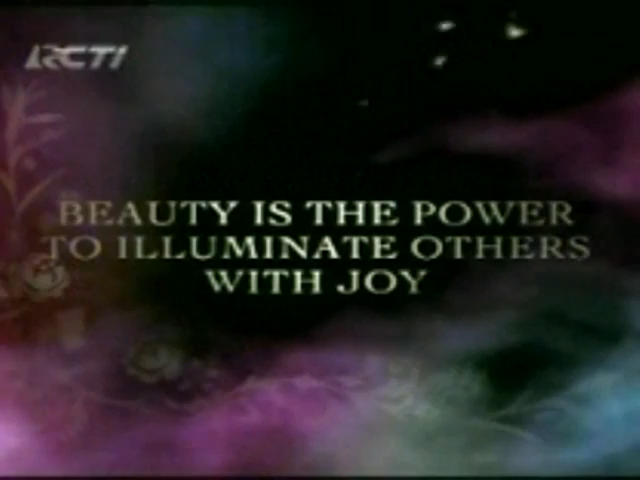 RCTI
BEAUTY IS THE POWER
TO ILLUMINATE OTHERS
WITH JOY